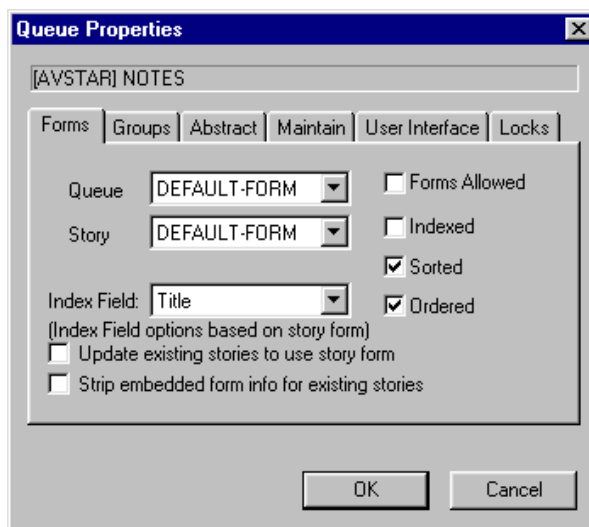 Queue Properties
[AVSTAR] NOTES
Forms Groups Abstract Maintain User Interface Locks
Queue DEFAULT-FORM Forms Allowed
Story DEFAULT-FORM Indexed
Sorted
Index Field: Title Ordered
(Index Field options based on story form)
Update existing stories to use story form
Strip embedded form info for existing stories
OK Cancel